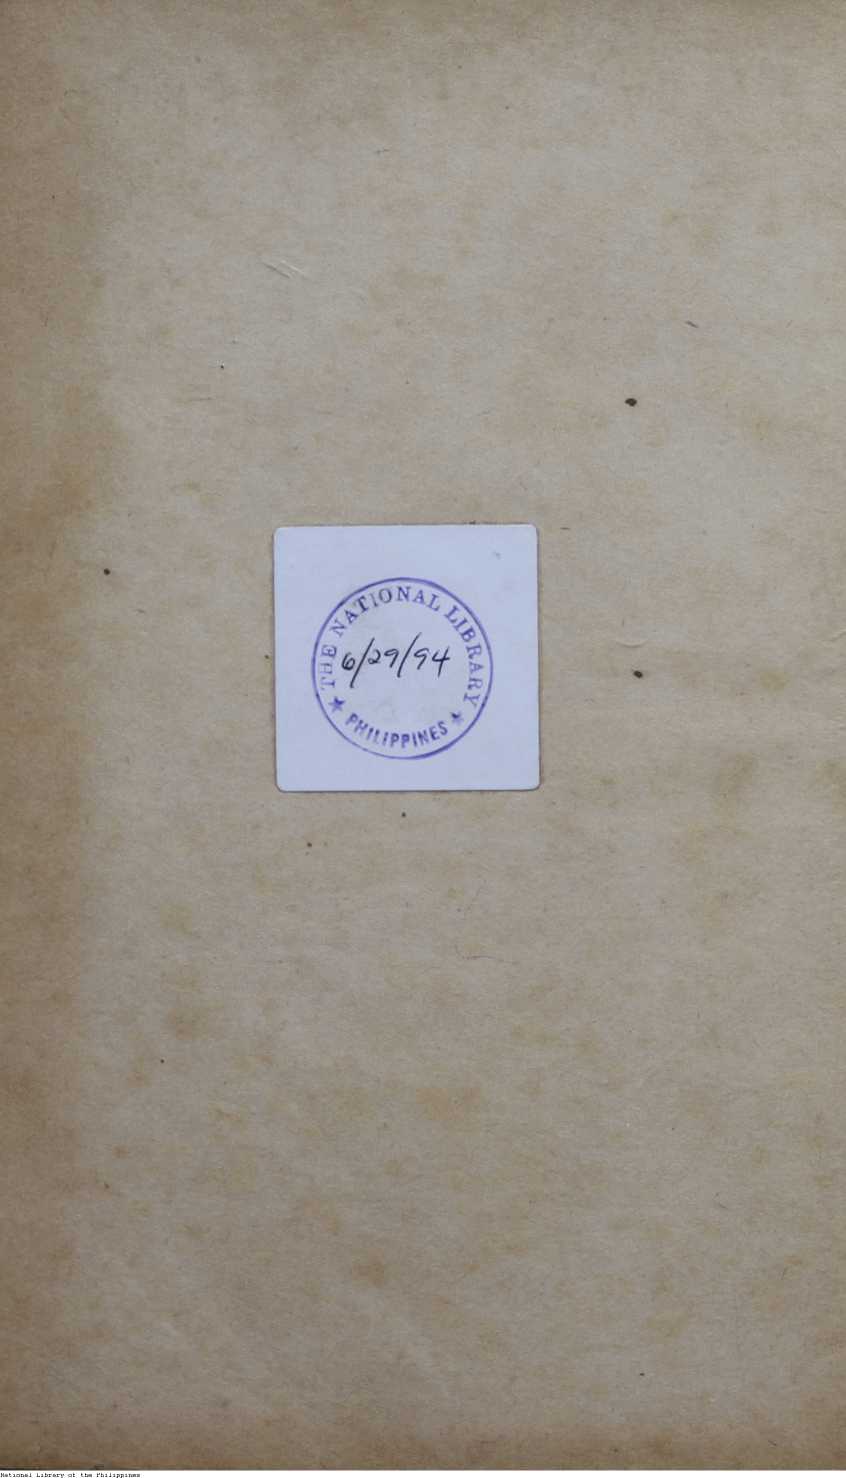 THE NATIONAL LIBRARY
6/29/94
★ PHILIPPINES ★
National Library of the Philippines